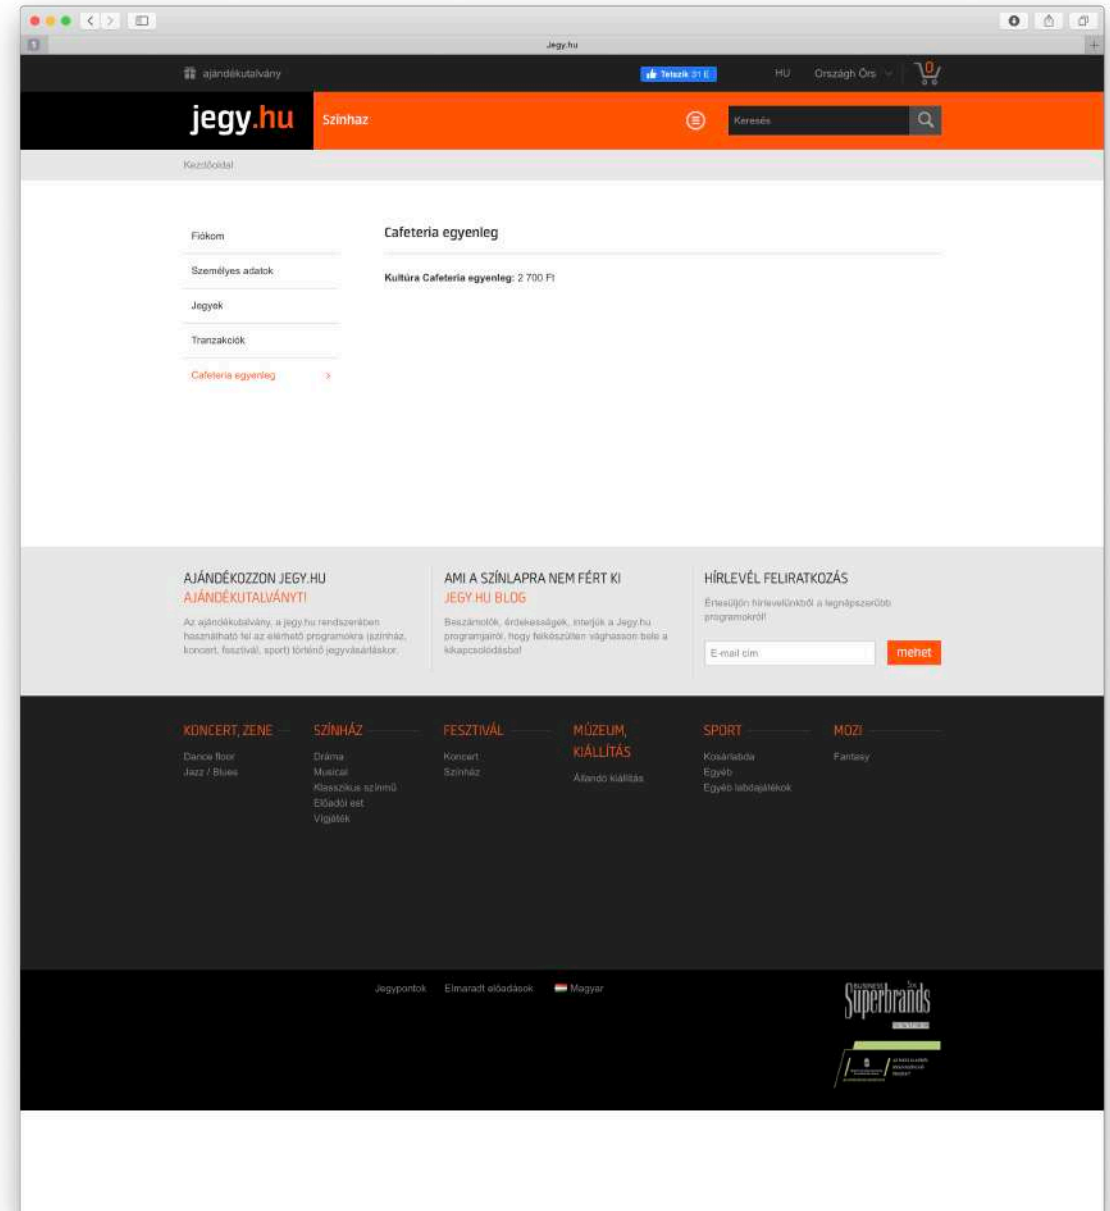 Jegy.hu
ajándékutalvány
Tetszik 31 E
HU
Országh Örs
0
jegy.hu
Színház
Keresés
Kezdőoldal
Fiókom
Személyes adatok
Jegyek
Tranzakciók
Cafeteria egyenleg
Cafeteria egyenleg
Kultúra Cafeteria egyenleg: 2 700 Ft
AJÁNDÉKOZZON JEGY.HU
AJÁNDÉKUTALVÁNYT!
Az ajándékutalvány, a jegy.hu rendszerében
használható fel az elérhető programokra (színház,
koncert, fesztivál, sport) történő jegyvásárláskor.
AMI A SZÍNLAPRA NEM FÉRT KI
JEGY.HU BLOG
Beszámolók, érdekességek, interjúk a Jegy.hu
programjairól, hogy felkészülten vághasson bele a
kikapcsolódásba!
HÍRLEVÉL FELIRATKOZÁS
Értesüljön hírlevelünkből a legnépszerűbb
programokról!
E-mail cím
mehet
KONCERT, ZENE
Dance floor
Jazz / Blues
SZÍNHÁZ
Dráma
Musical
Klasszikus színmű
Előadói est
Vígjáték
FESZTIVÁL
Koncert
Színház
MÚZEUM,
KIÁLLÍTÁS
Állandó kiállítás
SPORT
Kosárlabda
Egyéb
Egyéb labdajátékok
MOZI
Fantasy
Jegypontok
Elmaradt előadások
Magyar
BUSINESS
Superbrands